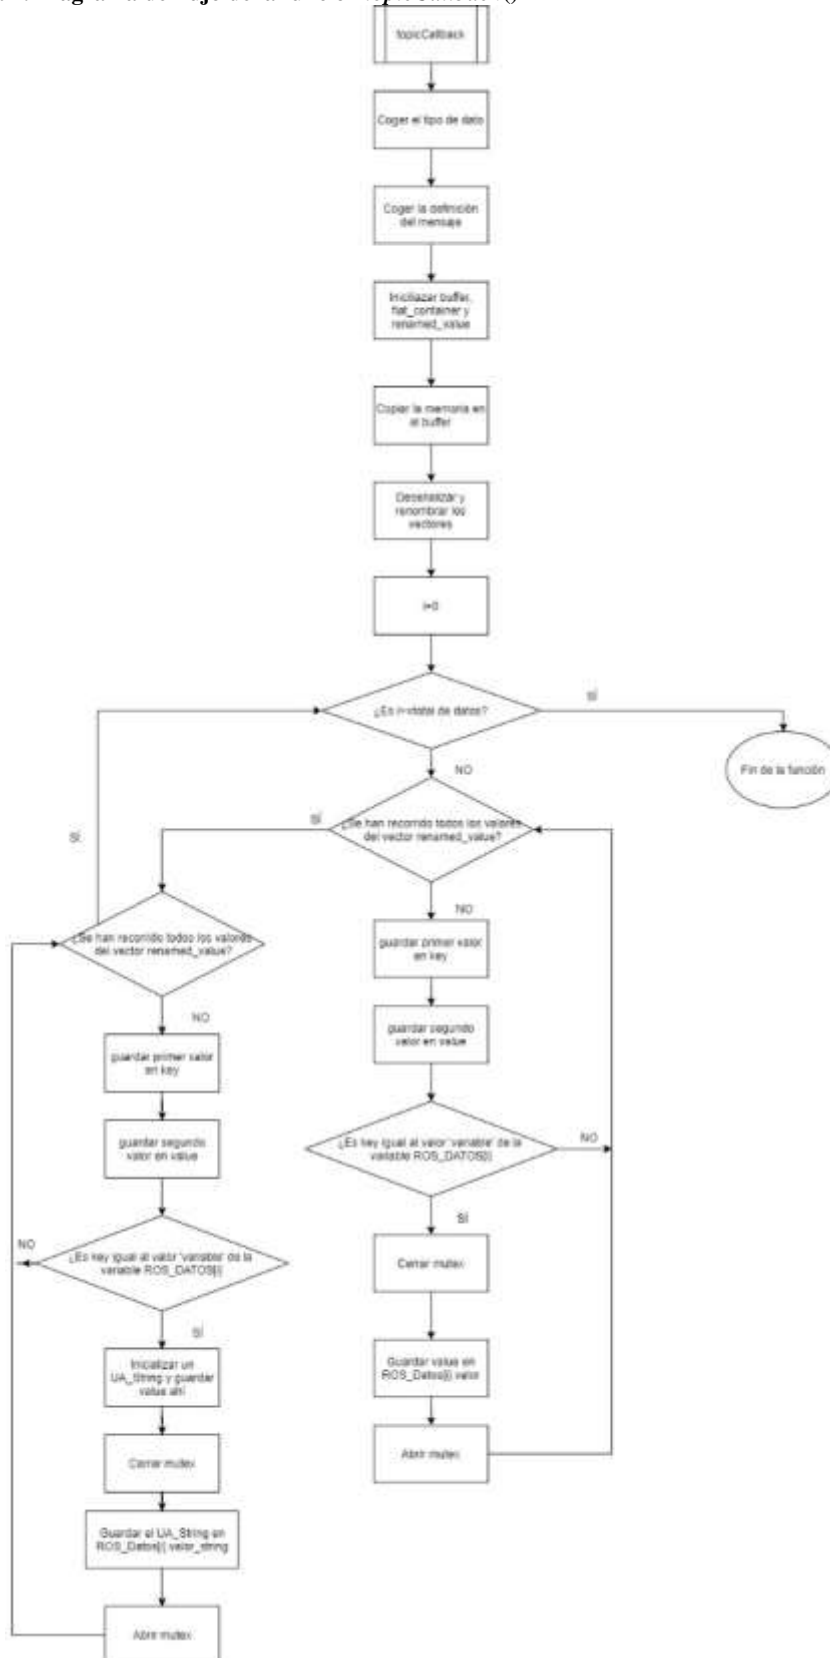 topicCallback
Coger el tipo de dato
Coger la definición
del mensaje
Iniciliazar buffer,
flat_container y
renamed_value
Copiar la memoria en
el buffer
Deserializar y
renombrar los
vectores
i=0
¿Es i=total de datos?
SÍ
Fin de la función
NO
¿Se han recorrido todos los valores
del vector renamed_value?
SÍ
SÍ
NO
¿Se han recorrido todos los valores
del vector renamed_value?
guardar primer valor
en key
NO
guardar segundo
valor en value
guardar primer valor
en key
¿Es key igual al valor 'variable' de la
variable ROS_DATOS[i]
NO
guardar segundo
valor en value
SÍ
NO
¿Es key igual al valor 'variable' de la
variable ROS_DATOS[i]
Cerrar mutex
SÍ
Inicializar un
UA_String y guardar
value ahí
Guardar value en
ROS_Datos[i].valor
Cerrar mutex
Abrir mutex
Guardar el UA_String en
ROS_Datos[i].valor_string
Abrir mutex